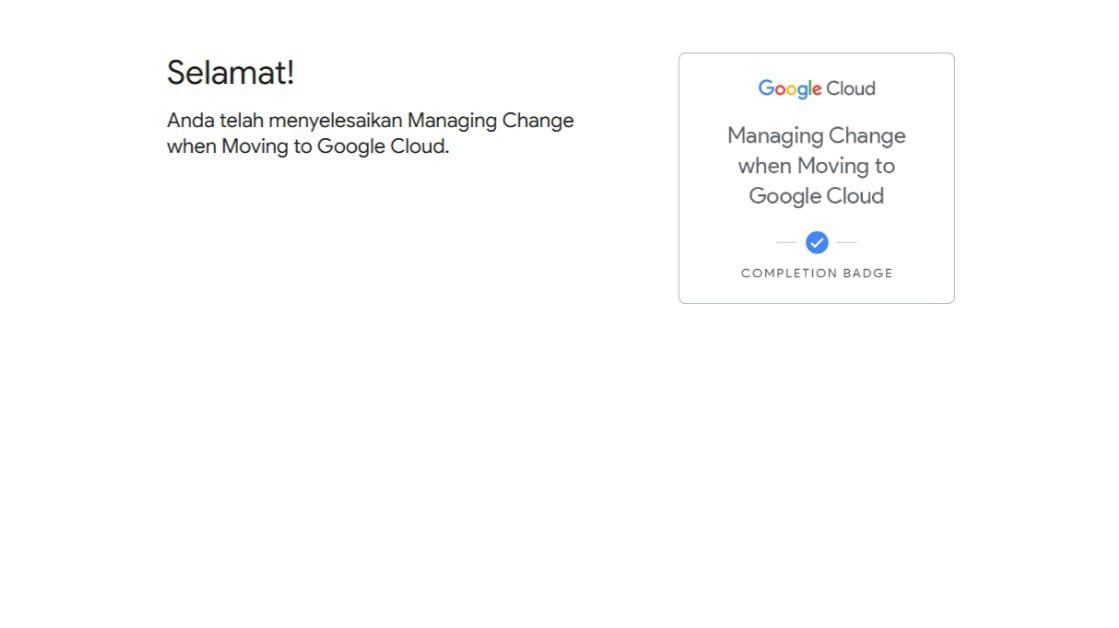 Selamat!
Anda telah menyelesaikan Managing Change
when Moving to Google Cloud.
Google Cloud
Managing Change
when Moving to
Google Cloud
COMPLETION BADGE